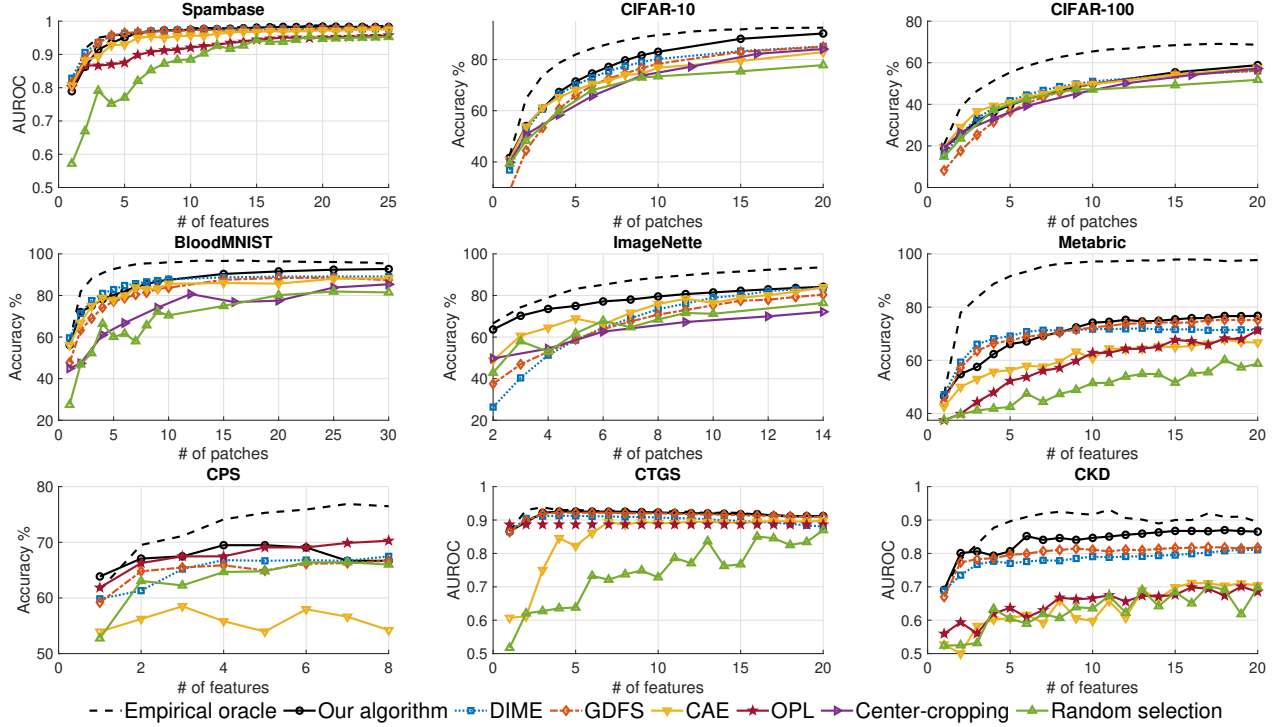 Spambase
1
0.9
0.8
0.7
0.6
0.5
AUROC
0 5 10 15 20 25
# of features
CIFAR-10
80
60
40
Accuracy %
0 5 10 15 20
# of patches
CIFAR-100
80
60
40
20
0
Accuracy %
0 5 10 15 20
# of patches
BloodMNIST
100
80
60
40
20
Accuracy %
0 5 10 15 20 25 30
# of patches
ImageNette
100
80
60
40
20
Accuracy %
2 4 6 8 10 12 14
# of patches
Metabric
100
80
60
40
Accuracy %
0 5 10 15 20
# of features
CPS
80
70
60
50
Accuracy %
0 2 4 6 8
# of features
CTGS
1
0.9
0.8
0.7
0.6
0.5
AUROC
0 5 10 15 20
# of features
CKD
1
0.9
0.8
0.7
0.6
0.5
AUROC
0 5 10 15 20
# of features
Empirical oracle Our algorithm DIME GDFS CAE OPL Center-cropping Random selection